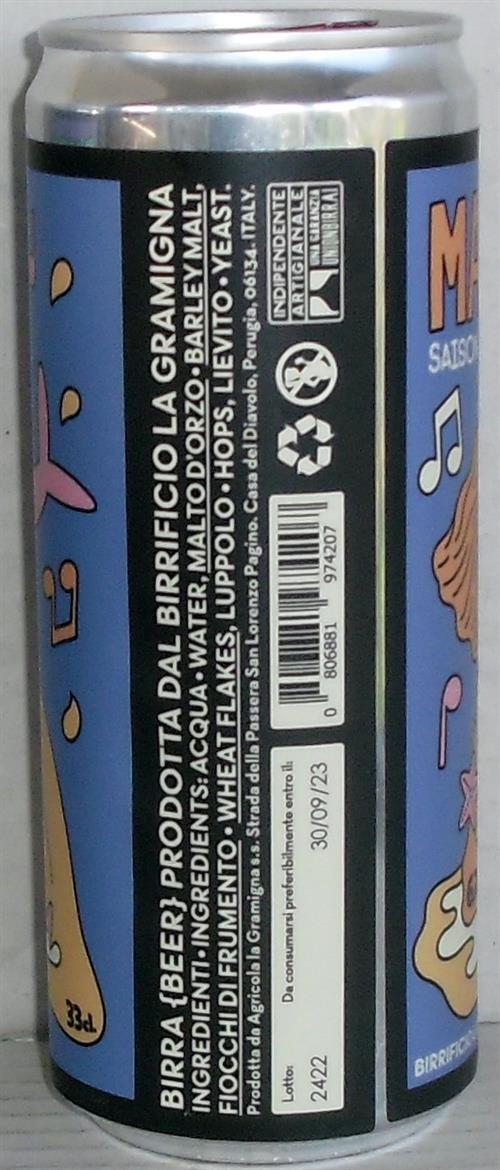 BIRRA {BEER} PRODOTTA DAL BIRRIFICIO LA GRAMIGNA
INGREDIENTI•INGREDIENTS: ACQUA•WATER, MALTO D'ORZO•BARLEY MALT,
FIOCCHI DI FRUMENTO•WHEAT FLAKES, LUPPOLO•HOPS, LIEVITO•YEAST.
Prodotta da Agricola la Gramigna s.s. Strada della Passera San Lorenzo Pagino. Casa del Diavolo, Perugia, 06134. ITALY.
Lotto:
2422
Da consumarsi preferibilmente entro il:
30/09/23
0 806881 974207
INDIPENDENTE
ARTIGIANALE
UNA GARANZIA
UNIONBIRRAI
33cl
MA
SAISON
BIRRIFICIO